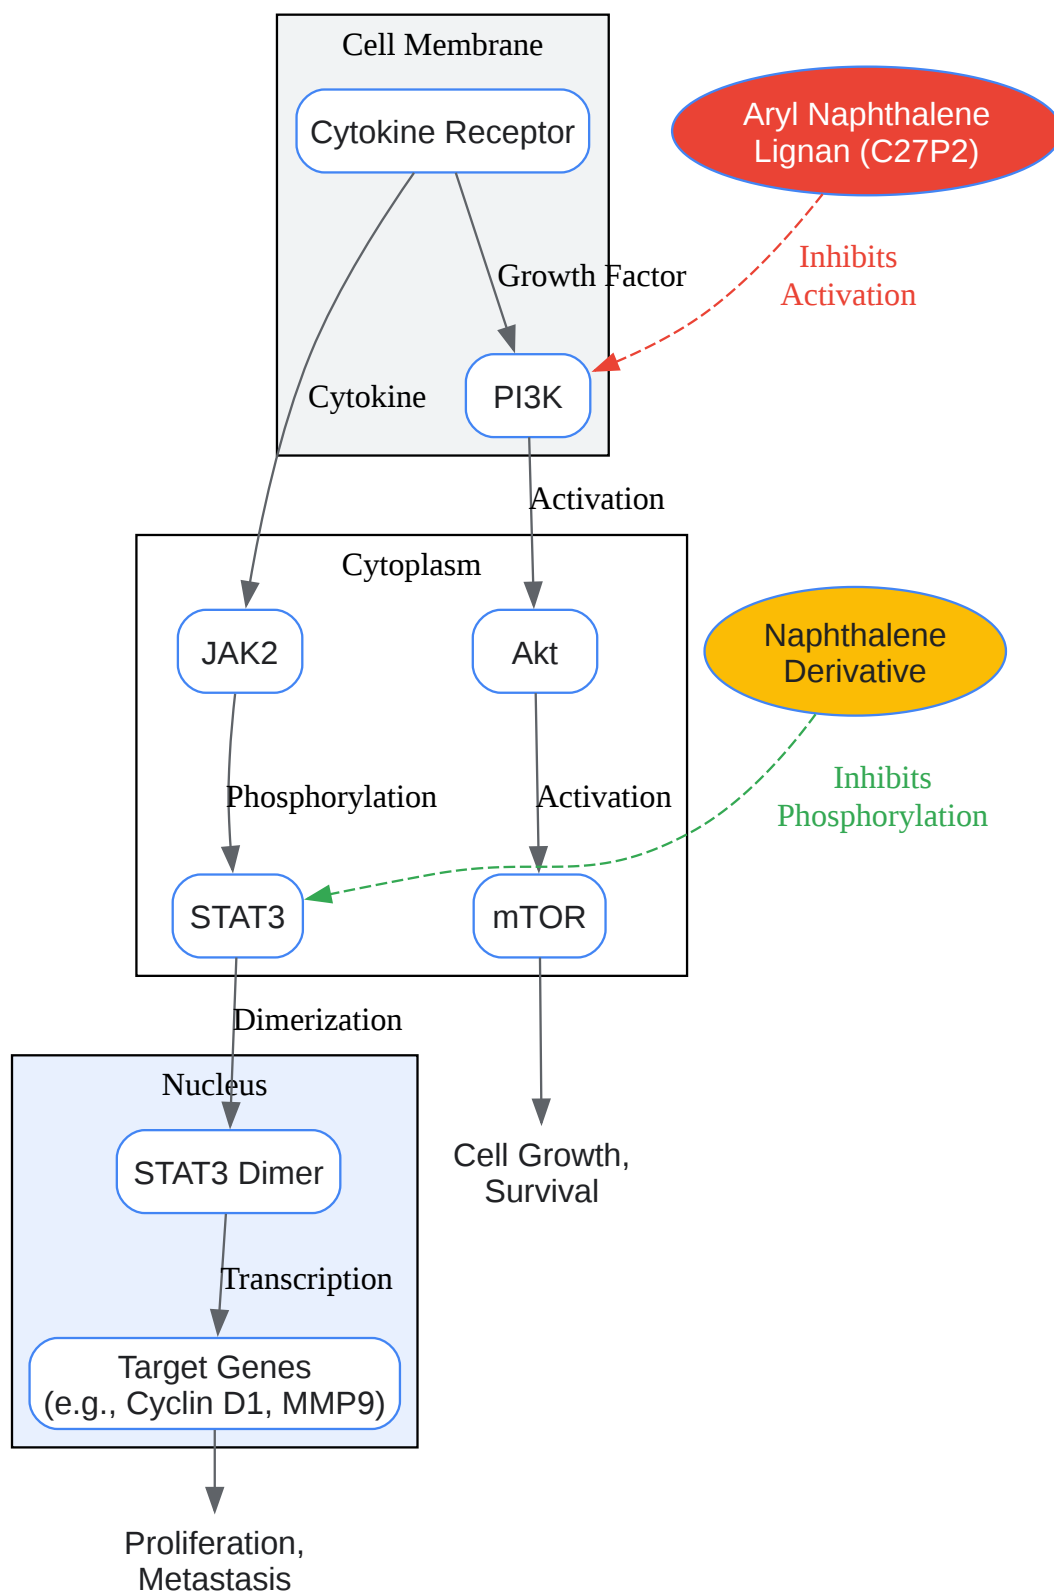 Cell Membrane
Cytokine Receptor
Aryl Naphthalene
Lignan (C27P2)
Inhibits
Activation
Growth Factor
Cytokine
PI3K
Activation
Cytoplasm
JAK2
Akt
Naphthalene
Derivative
Inhibits
Phosphorylation
Phosphorylation
Activation
STAT3
mTOR
Dimerization
Nucleus
STAT3 Dimer
Cell Growth,
Survival
Transcription
Target Genes
(e.g., Cyclin D1, MMP9)
Proliferation,
Metastasis